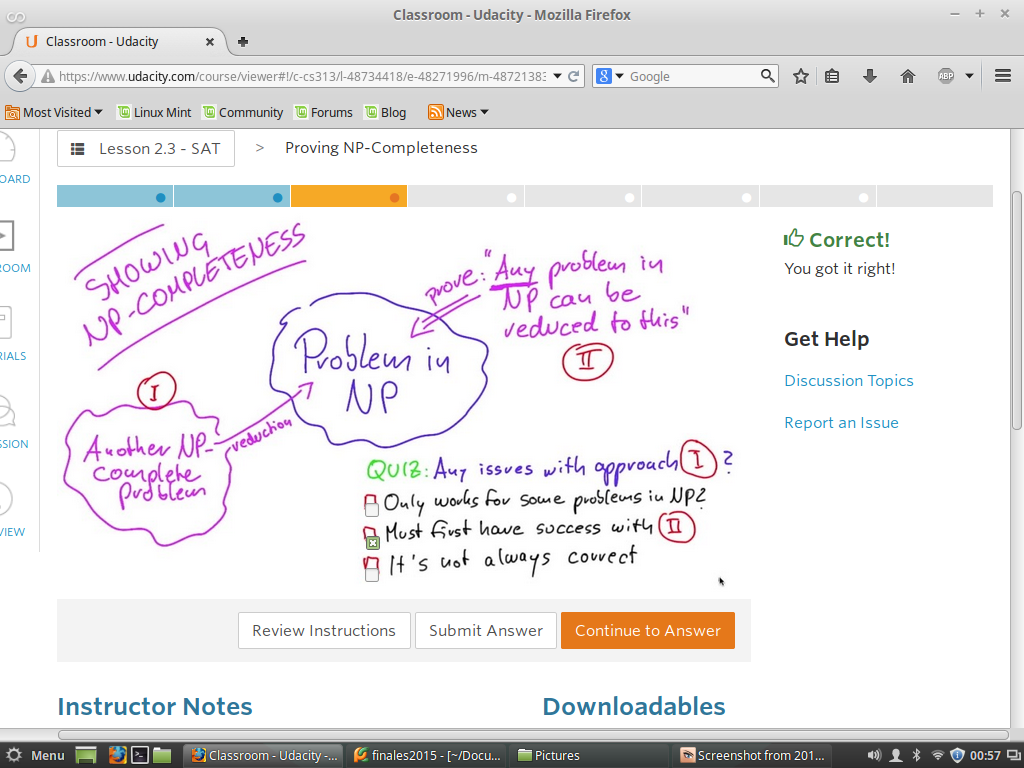 Classroom - Udacity - Mozilla Firefox
Classroom - Udacity
https://www.udacity.com/course/viewer#!/c-cs313/l-48734418/e-48271996/m-48721383
Google
ABP
Most Visited Linux Mint Community Forums Blog News
Lesson 2.3 - SAT > Proving NP-Completeness
OARD
ROOM
RIALS
SSION
VIEW
SHOWING
NP-COMPLETENESS
prove: "Any problem in
NP can be
reduced to this"
II
Problem in
NP
I
Another NP-
complete
problem
reduction
QUIZ: Any issues with approach I ?
Only works for some problems in NP?
Must first have success with II
It's not always correct
Correct!
You got it right!
Get Help
Discussion Topics
Report an Issue
Review Instructions Submit Answer Continue to Answer
Instructor Notes Downloadables
Menu Classroom - Udacity -... finales2015 - [~/Docu... Pictures Screenshot from 201... 00:57